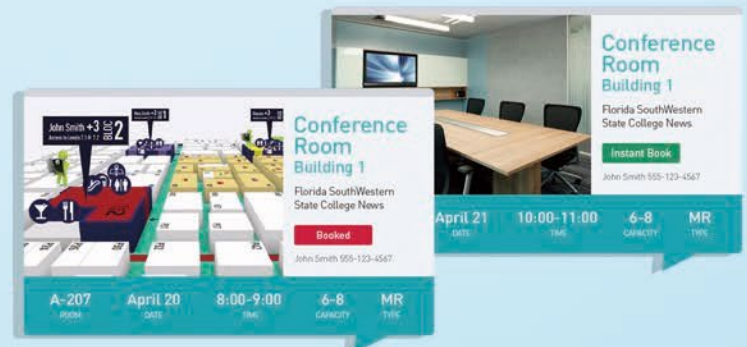 John Smith +3
BLOC
2
Conference
Room
Building 1
Florida SouthWestern
State College News
Booked
John Smith 555-123-4567
A-207
April 20
8:00-9:00
6-8
MR
ROOM
DATE
TIME
CAPACITY
TYPE
Conference
Room
Building 1
Florida SouthWestern
State College News
Instant Book
John Smith 555-123-4567
April 21
10:00-11:00
6-8
MR
DATE
TIME
CAPACITY
TYPE